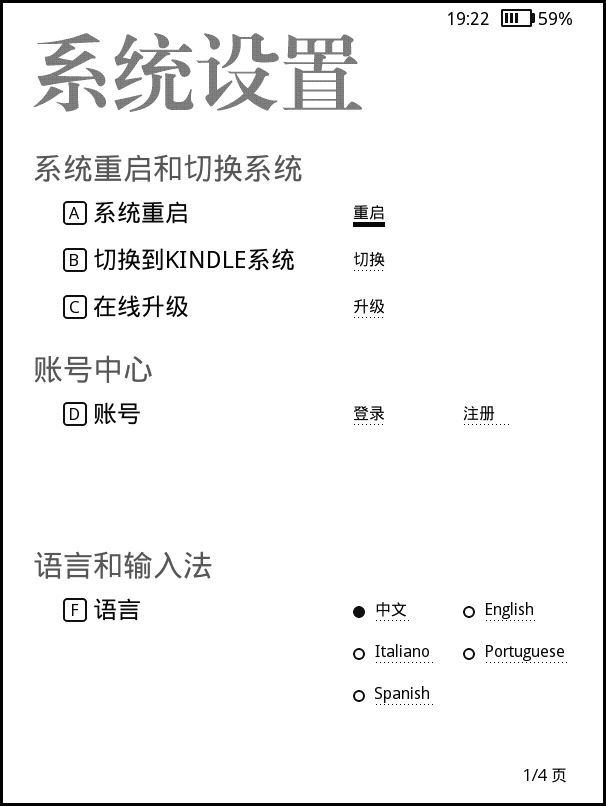 19:22 59%
系统设置
系统重启和切换系统
A 系统重启 重启
B 切换到KINDLE系统 切换
C 在线升级 升级
账号中心
D 账号 登录 注册
语言和输入法
F 语言 中文 English
Italiano Portuguese
Spanish
1/4 页